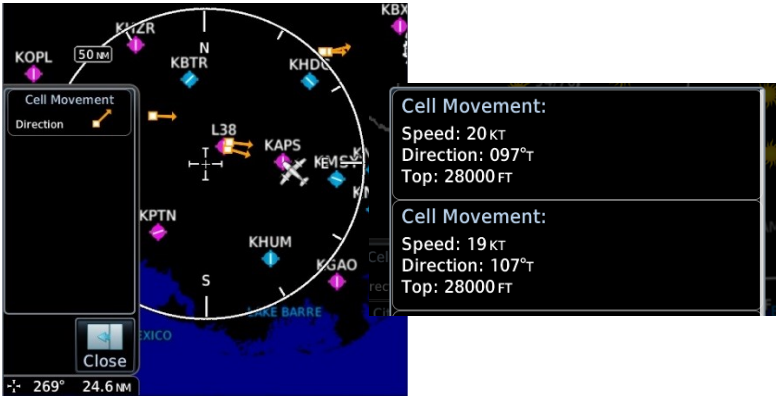 KHZR
N
50 NM
KOPL
KBTR
KHDC
Cell Movement
Direction
L38
KAPS
KMSY
E
KPTN
KHUM
KGAO
S
LAKE BARRE
EXICO
Close
269° 24.6 NM
KBX
Cell Movement:
Speed: 20 KT
Direction: 097°T
Top: 28000 FT
Cell Movement:
Speed: 19 KT
Direction: 107°T
Top: 28000 FT